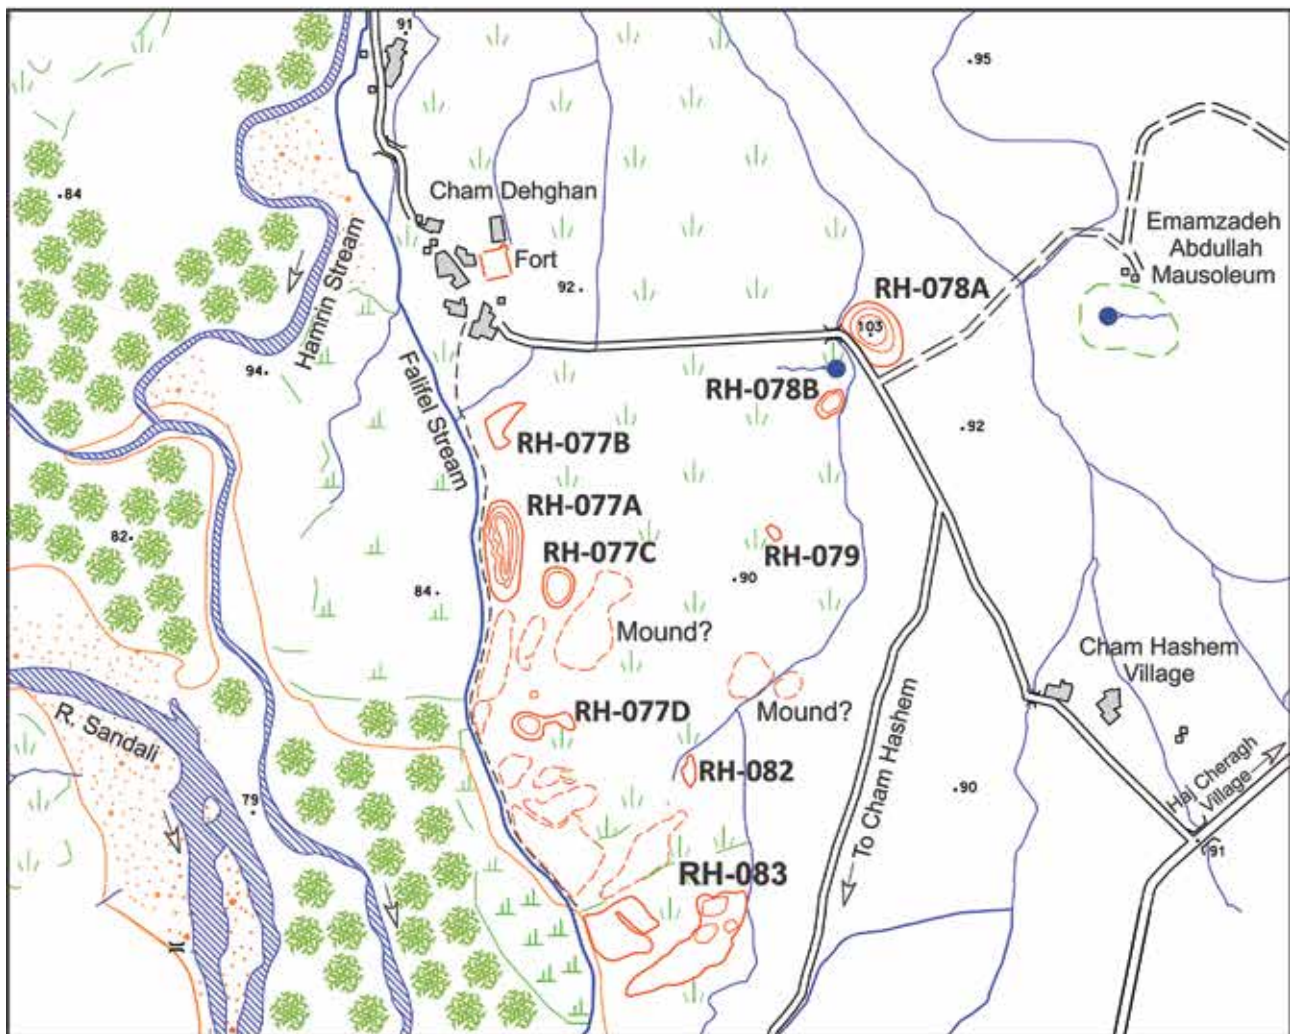 91
.95
.84
Cham Dehghan
Emamzadeh
Abdullah
Mausoleum
Fort
Hamrin Stream
92.
RH-078A
103
94.
Falifel Stream
RH-078B
.92
RH-077B
RH-077A
82.
RH-077C
RH-079
.90
84.
Mound?
Cham Hashem
Village
Mound?
RH-077D
R. Sandali
RH-082
To Cham Hashem
Haj Cheragh
Village
79
.90
91
RH-083